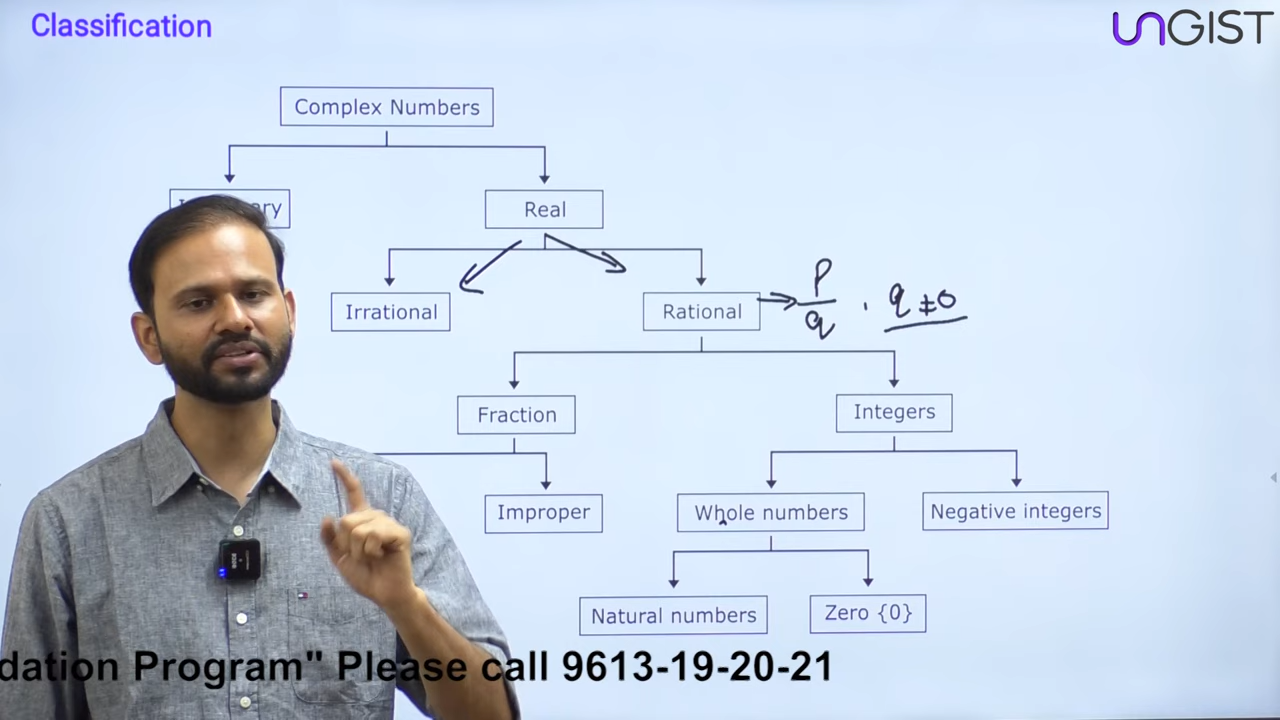 Classification
UNGIST
Complex Numbers
Real
Irrational
Rational
p
q
. q ≠ 0
Fraction
Integers
Improper
Whole numbers
Negative integers
Natural numbers
Zero {0}
dation Program" Please call 9613-19-20-21